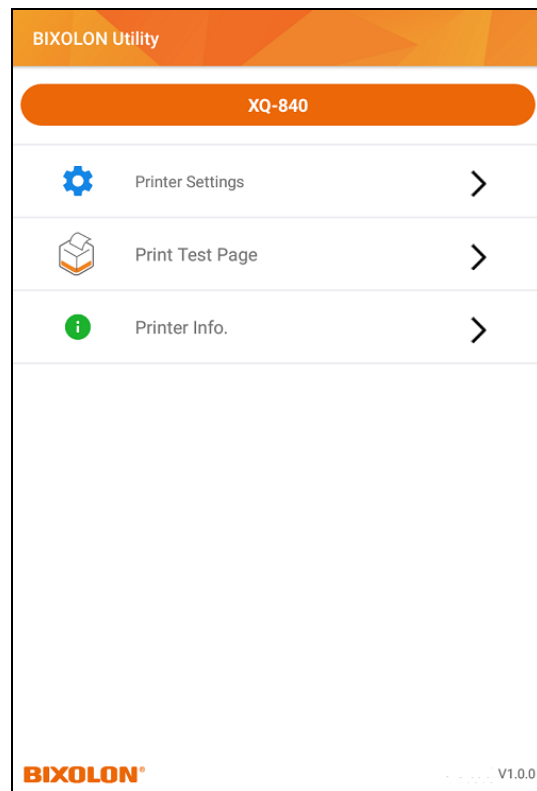 BIXOLON Utility
XQ-840
Printer Settings
Print Test Page
Printer Info.
BIXOLON®
V1.0.0